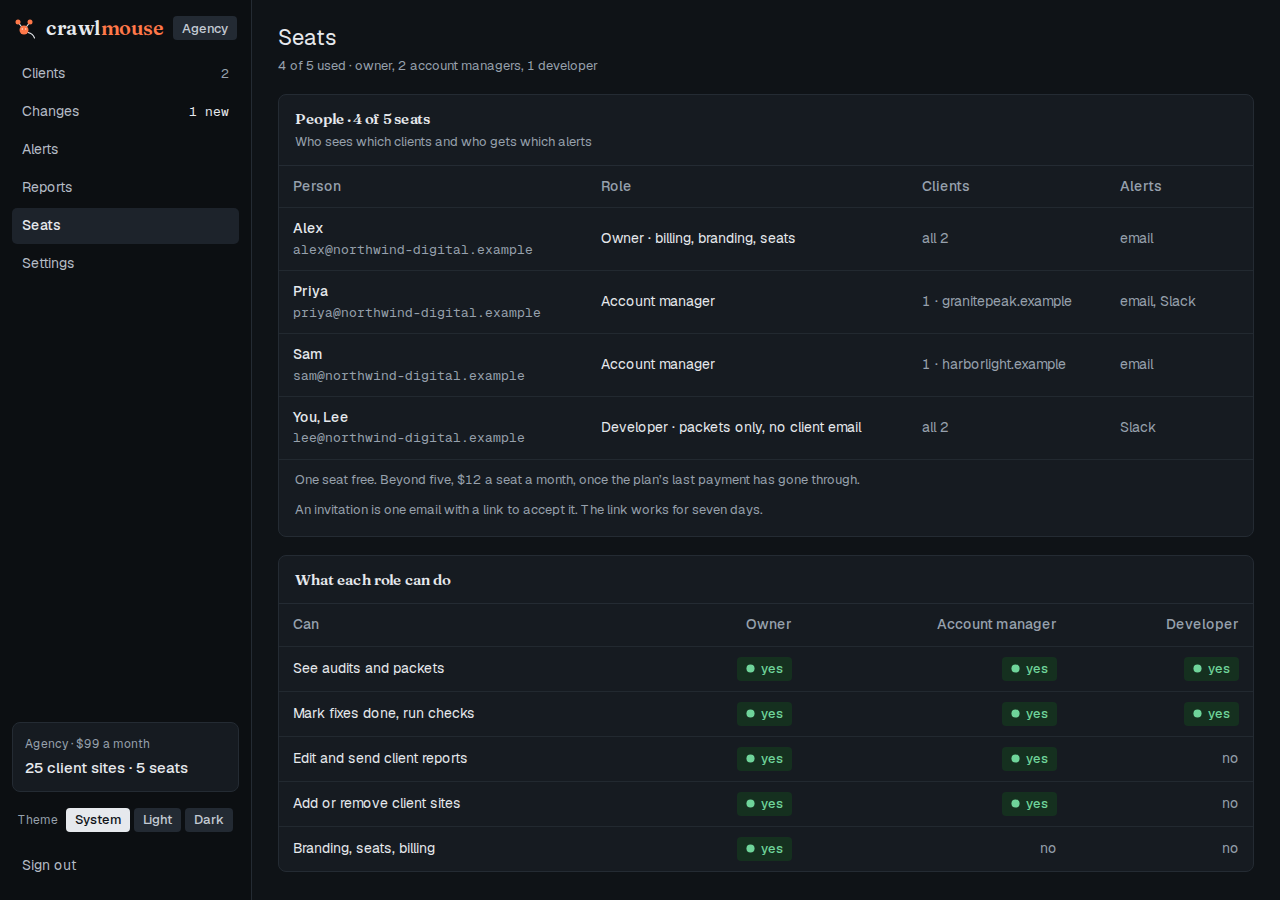 crawlmouse Agency
Clients 2
Changes 1 new
Alerts
Reports
Seats
Settings
Agency · $99 a month
25 client sites · 5 seats
Theme System Light Dark
Sign out
Seats
4 of 5 used · owner, 2 account managers, 1 developer
People · 4 of 5 seats
Who sees which clients and who gets which alerts
Person Role Clients Alerts
Alex
alex@northwind-digital.example
Owner · billing, branding, seats
all 2
email
Priya
priya@northwind-digital.example
Account manager
1 · granitepeak.example
email, Slack
Sam
sam@northwind-digital.example
Account manager
1 · harborlight.example
email
You, Lee
lee@northwind-digital.example
Developer · packets only, no client email
all 2
Slack
One seat free. Beyond five, $12 a seat a month, once the plan's last payment has gone through.
An invitation is one email with a link to accept it. The link works for seven days.
What each role can do
Can Owner Account manager Developer
See audits and packets yes yes yes
Mark fixes done, run checks yes yes yes
Edit and send client reports yes yes no
Add or remove client sites yes yes no
Branding, seats, billing yes no no